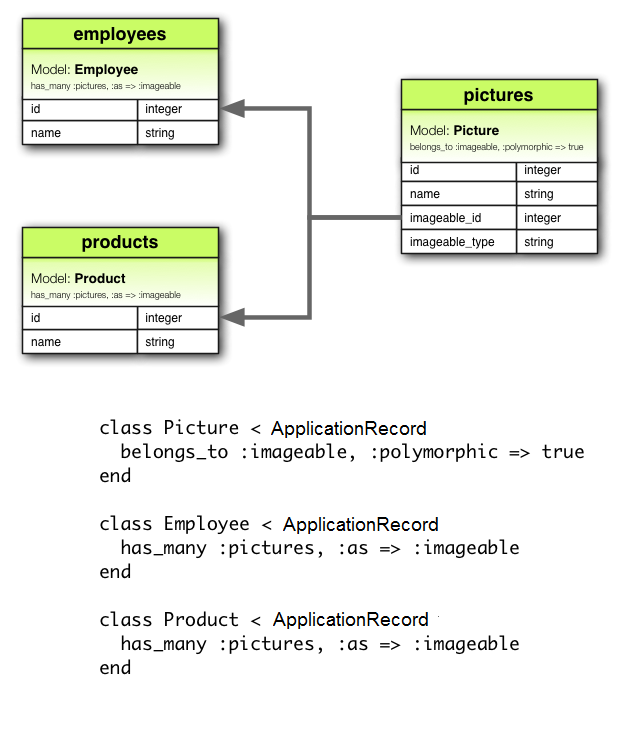 employees
Model: Employee
has_many :pictures, :as => :imageable
id integer
name string
pictures
Model: Picture
belongs_to :imageable, :polymorphic => true
id integer
name string
imageable_id integer
imageable_type string
products
Model: Product
has_many :pictures, :as => :imageable
id integer
name string
class Picture < ApplicationRecord
belongs_to :imageable, :polymorphic => true
end
class Employee < ApplicationRecord
has_many :pictures, :as => :imageable
end
class Product < ApplicationRecord
has_many :pictures, :as => :imageable
end